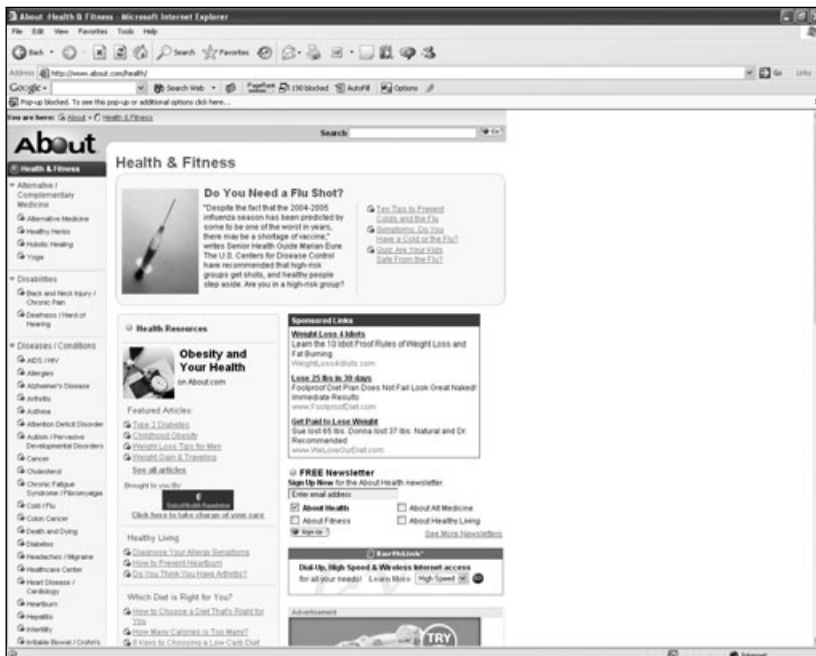 About Health & Fitness - Microsoft Internet Explorer
File Edit View Favorites Tools Help
Back Search Favorites
Address http://www.about.com/health/ Go Links
Google Search Web PageRank 190 blocked AutoFill Options
Pop-up blocked. To see this pop-up or additional options click here...
You are here: About > Health & Fitness
About
Search: Go
Health & Fitness
Alternative /
Complementary
Medicine
Alternative Medicine
Healthy Herbs
Holistic Healing
Yoga
Disabilities
Back and Neck Injury /
Chronic Pain
Deafness / Hard of
Hearing
Diseases / Conditions
AIDS / HIV
Allergies
Alzheimer's Disease
Arthritis
Asthma
Attention Deficit Disorder
Autism / Pervasive
Developmental Disorders
Cancer
Cholesterol
Chronic Fatigue
Syndrome / Fibromyalgia
Cold / Flu
Colon Cancer
Death and Dying
Diabetes
Headaches / Migraine
Healthcare Center
Heart Disease /
Cardiology
Heartburn
Hepatitis
Infertility
Irritable Bowel / Crohn's
Health & Fitness
Do You Need a Flu Shot?
"Despite the fact that the 2004-2005
influenza season has been predicted by
some to be one of the worst in years,
there may be a shortage of vaccine,"
writes Senior Health Guide Marian Eure.
The U.S. Centers for Disease Control
have recommended that high-risk
groups get shots, and healthy people
step aside. Are you in a high-risk group?
Ten Tips to Prevent
Colds and the Flu
Symptoms: Do You
Have a Cold or the Flu?
Quiz: Are Your Kids
Safe From the Flu?
Health Resources
Obesity and
Your Health
on About.com
Featured Articles:
Type 2 Diabetes
Childhood Obesity
Weight Loss Tips for Men
Weight Gain & Traveling
See all articles
Brought to you By:
United Health Foundation
Click here to take charge of your care
Healthy Living
Diagnose Your Allergy Symptoms
How to Prevent Heartburn
Do You Think You Have Arthritis?
Which Diet is Right for You?
How to Choose a Diet That's Right for
You
How Many Calories is Too Many?
8 Keys to Choosing a Low Carb Diet
Sponsored Links
Weight Loss 4 Idiots
Learn the 10 Idiot Proof Rules of Weight Loss and
Fat Burning
WeightLoss4Idiots.com
Lose 25 lbs in 30 days
Foolproof Diet Plan Does Not Fail Look Great Naked!
Immediate Results
www.FoolproofDiet.com
Get Paid to Lose Weight
Sue lost 65 lbs. Donna lost 37 lbs. Natural and Dr.
Recommended
www.WeLoveOurDiet.com
FREE Newsletter
Sign Up Now for the About Health newsletter.
Enter email address
About Health About Alt Medicine
About Fitness About Healthy Living
Sign Up See More Newsletters
EarthLink
Dial-Up, High Speed & Wireless Internet access
for all your needs! Learn More High Speed
Advertisement
TRY
Internet